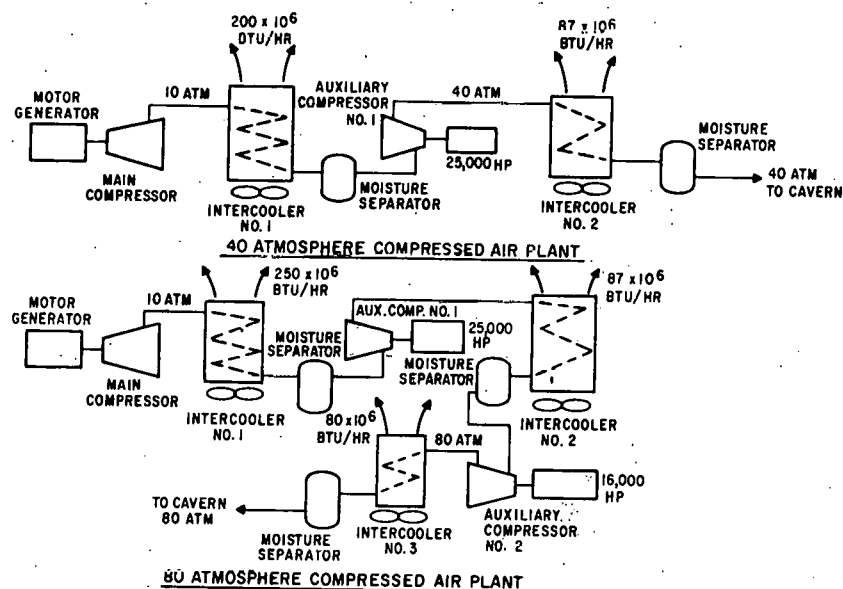 200 x 10⁶
BTU/HR
87 x 10⁶
BTU/HR
MOTOR
GENERATOR
10 ATM
AUXILIARY
COMPRESSOR
NO. 1
40 ATM
MOISTURE
SEPARATOR
25,000 HP
MAIN
COMPRESSOR
INTERCOOLER
NO. 1
MOISTURE
SEPARATOR
INTERCOOLER
NO. 2
40 ATM
TO CAVERN
40 ATMOSPHERE COMPRESSED AIR PLANT
250 x 10⁶
BTU/HR
87 x 10⁶
BTU/HR
MOTOR
GENERATOR
10 ATM
AUX. COMP. NO. 1
25,000
HP
MOISTURE
SEPARATOR
MOISTURE
SEPARATOR
MAIN
COMPRESSOR
INTERCOOLER
NO. 1
80 x 10⁶
BTU/HR
80 ATM
INTERCOOLER
NO. 2
16,000
HP
TO CAVERN
80 ATM
MOISTURE
SEPARATOR
INTERCOOLER
NO. 3
AUXILIARY
COMPRESSOR
NO. 2
80 ATMOSPHERE COMPRESSED AIR PLANT